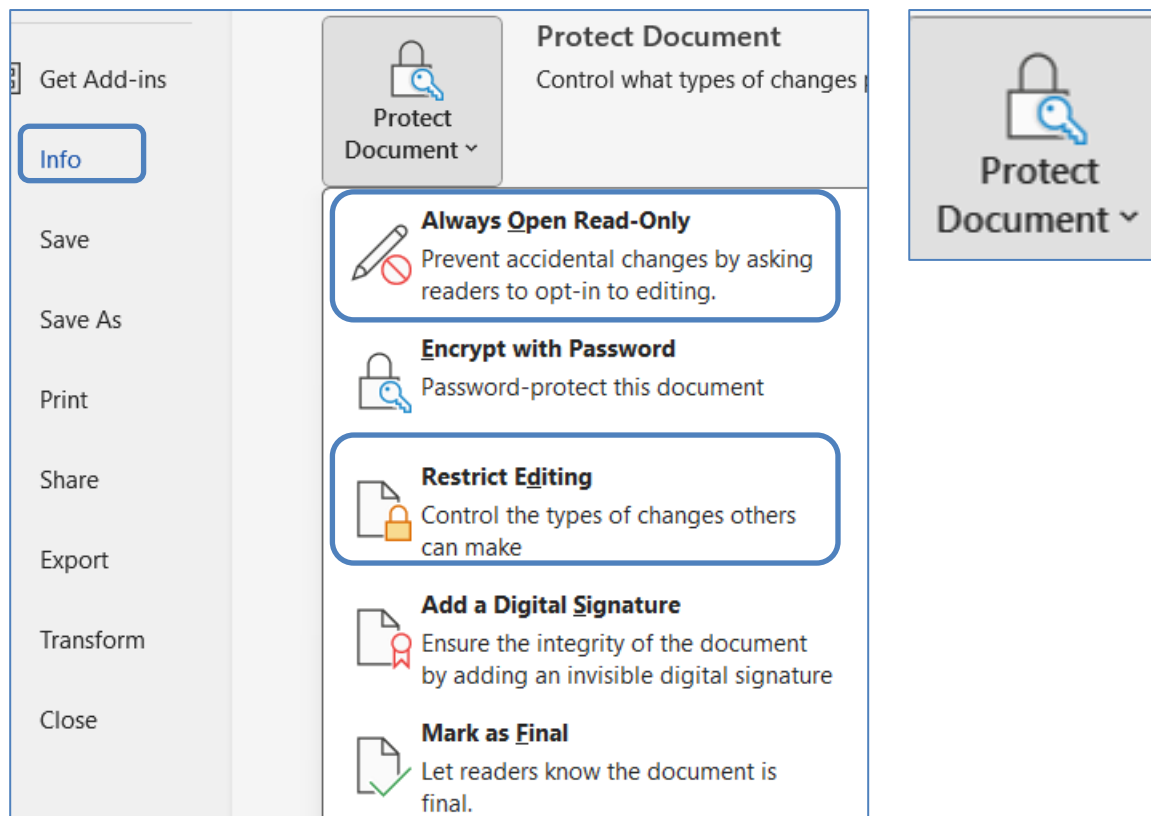 Get Add-ins
Info
Save
Save As
Print
Share
Export
Transform
Close
Protect
Document
Protect Document
Control what types of changes
Always Open Read-Only
Prevent accidental changes by asking
readers to opt-in to editing.
Encrypt with Password
Password-protect this document
Restrict Editing
Control the types of changes others
can make
Add a Digital Signature
Ensure the integrity of the document
by adding an invisible digital signature
Mark as Final
Let readers know the document is
final.
Protect
Document